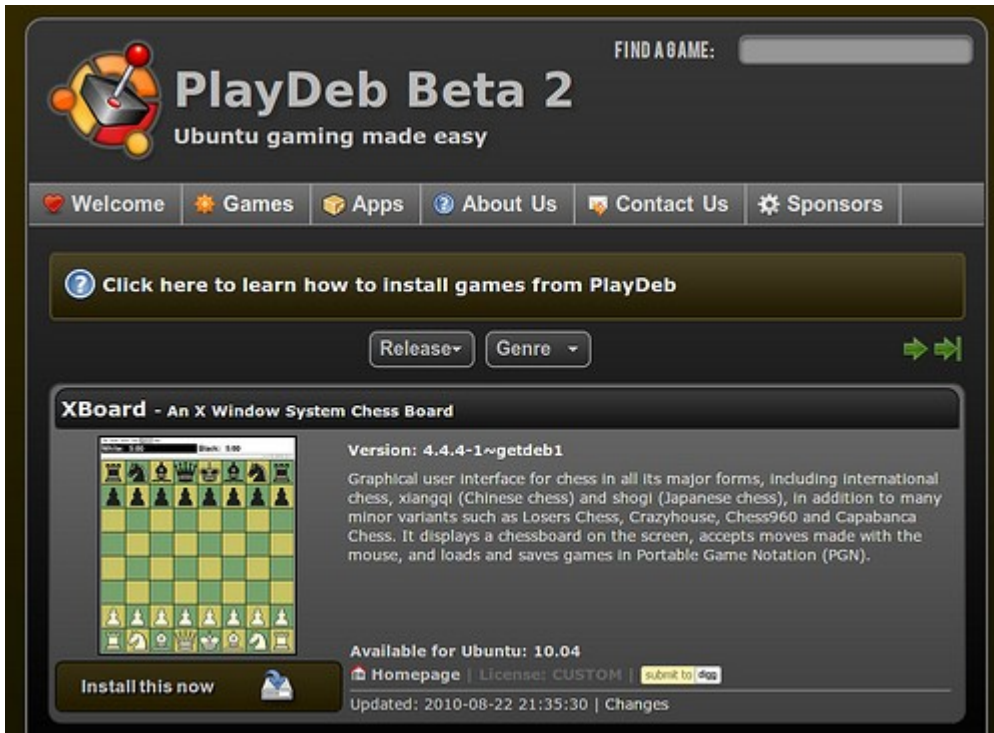 FIND A GAME:
PlayDeb Beta 2
Ubuntu gaming made easy
Welcome Games Apps About Us Contact Us Sponsors
Click here to learn how to install games from PlayDeb
Release Genre
XBoard - An X Window System Chess Board
White: 5:00 Black: 5:00
Version: 4.4.4-1~getdeb1
Graphical user interface for chess in all its major forms, including international
chess, xiangqi (Chinese chess) and shogi (Japanese chess), in addition to many
minor variants such as Losers Chess, Crazyhouse, Chess960 and Capabanca
Chess. It displays a chessboard on the screen, accepts moves made with the
mouse, and loads and saves games in Portable Game Notation (PGN).
Available for Ubuntu: 10.04
Homepage | License: CUSTOM | submit to digg
Install this now
Updated: 2010-08-22 21:35:30 | Changes